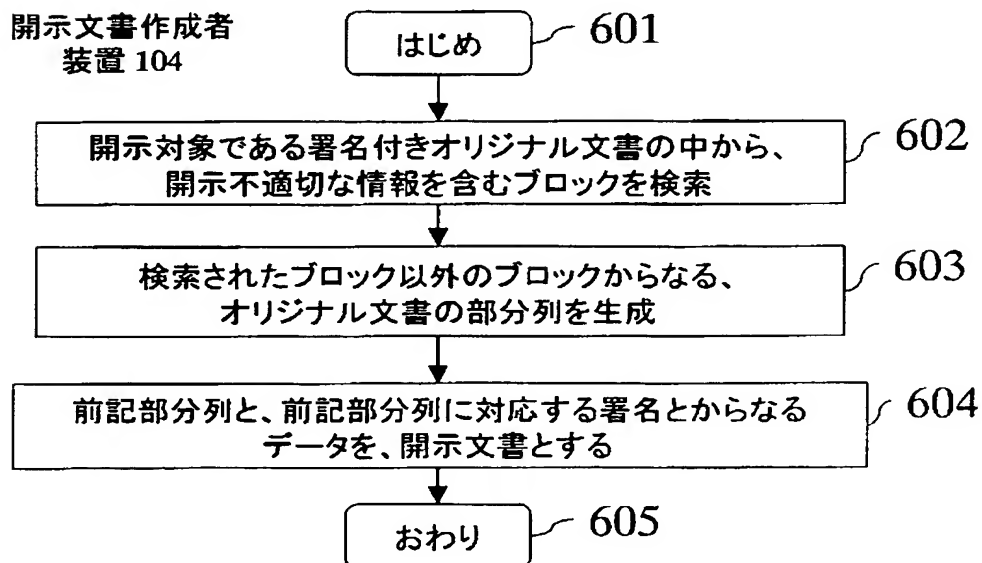 開示文書作成者
装置 104
はじめ
601
開示対象である署名付きオリジナル文書の中から、
開示不適切な情報を含むブロックを検索
602
検索されたブロック以外のブロックからなる、
オリジナル文書の部分列を生成
603
前記部分列と、前記部分列に対応する署名とからなる
データを、開示文書とする
604
おわり
605